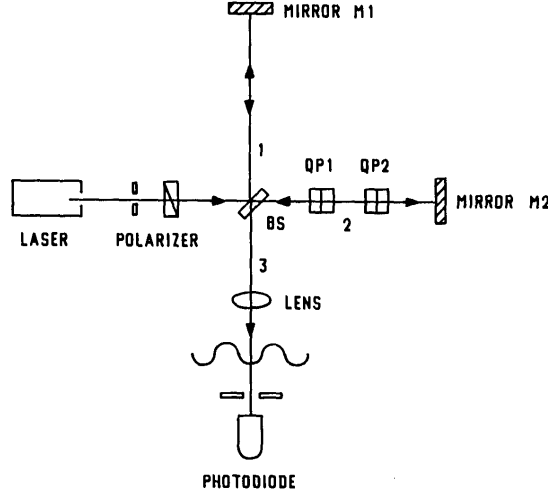 MIRROR M1
1
QP1 QP2
LASER
POLARIZER
BS
2
MIRROR M2
3
LENS
PHOTODIODE